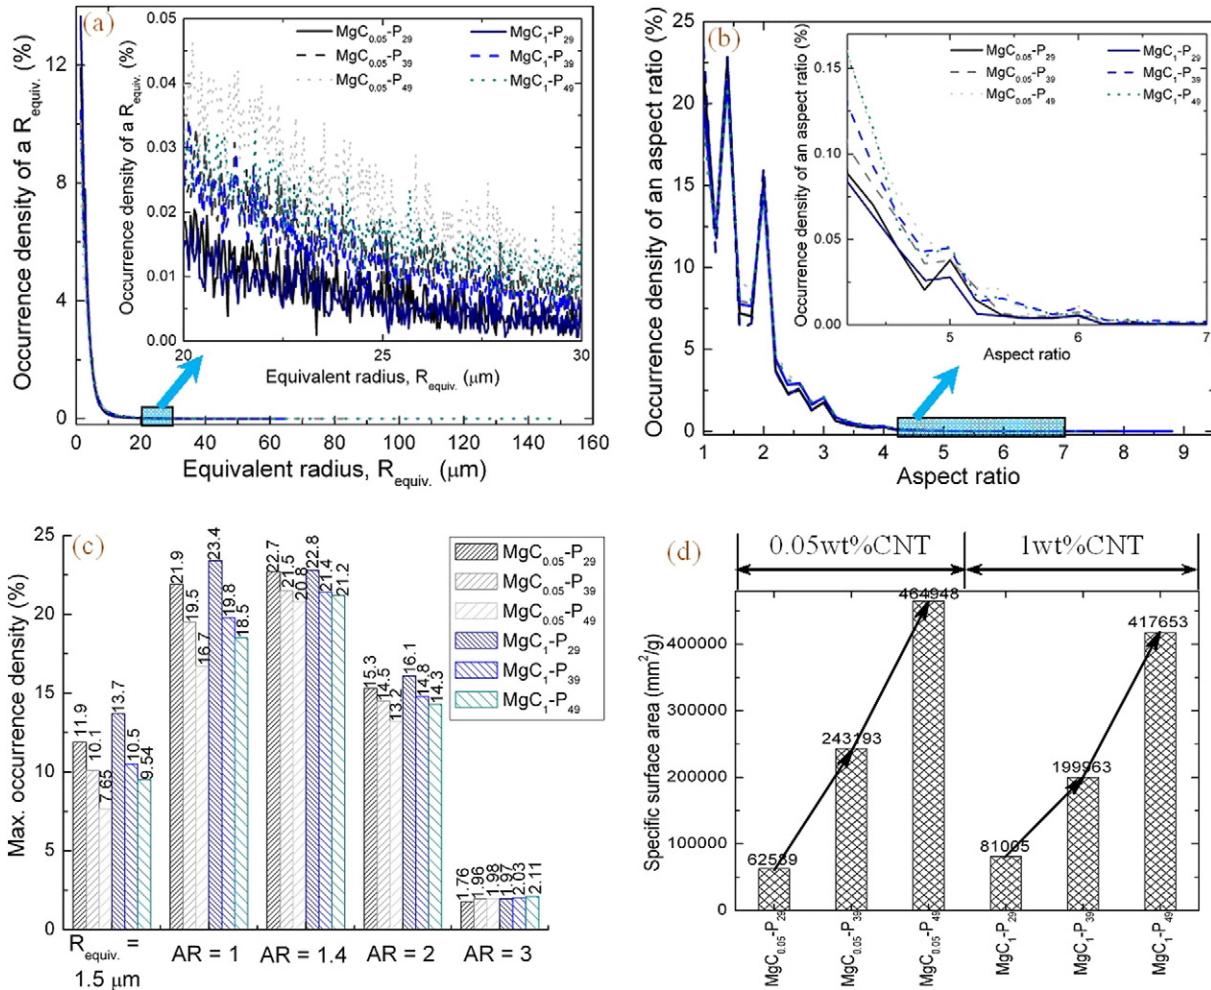 (a)
Occurrence density of a R equiv. (%)
12
8
4
0
0 20 40 60 80 100 120 140 160
Equivalent radius, R equiv. (μm)
MgC0.05-P29 MgC1-P29
MgC0.05-P39 MgC1-P39
MgC0.05-P49 MgC1-P49
Occurrence density of a R equiv. (%)
0.05
0.04
0.03
0.02
0.01
0.00
20 25 30
Equivalent radius, R equiv. (μm)
(b)
Occurrence density of an aspect ratio (%)
25
20
15
10
5
0
1 2 3 4 5 6 7 8 9
Aspect ratio
MgC0.05-P29 MgC1-P29
MgC0.05-P39 MgC1-P39
MgC0.05-P49 MgC1-P49
Occurrence density of an aspect ratio (%)
0.15
0.10
0.05
0.00
5 6 7
Aspect ratio
(c)
Max. occurrence density (%)
25
20
15
10
5
0
11.9 10.1 7.65 13.7 10.5 9.54
21.9 19.5 16.7 23.4 19.8 18.5
22.7 21.5 20.8 22.8 21.4 21.2
15.3 14.5 13.2 16.1 14.8 14.3
1.76 1.96 1.98 1.97 2.03 2.11
R equiv. =
1.5 μm
AR = 1 AR = 1.4 AR = 2 AR = 3
MgC0.05-P29
MgC0.05-P39
MgC0.05-P49
MgC1-P29
MgC1-P39
MgC1-P49
(d)
0.05wt%CNT 1wt%CNT
Specific surface area (mm²/g)
400000
300000
200000
100000
0
62589 243193 464948 81005 199963 417653
MgC0.05-P29 MgC0.05-P39 MgC0.05-P49 MgC1-P29 MgC1-P39 MgC1-P49